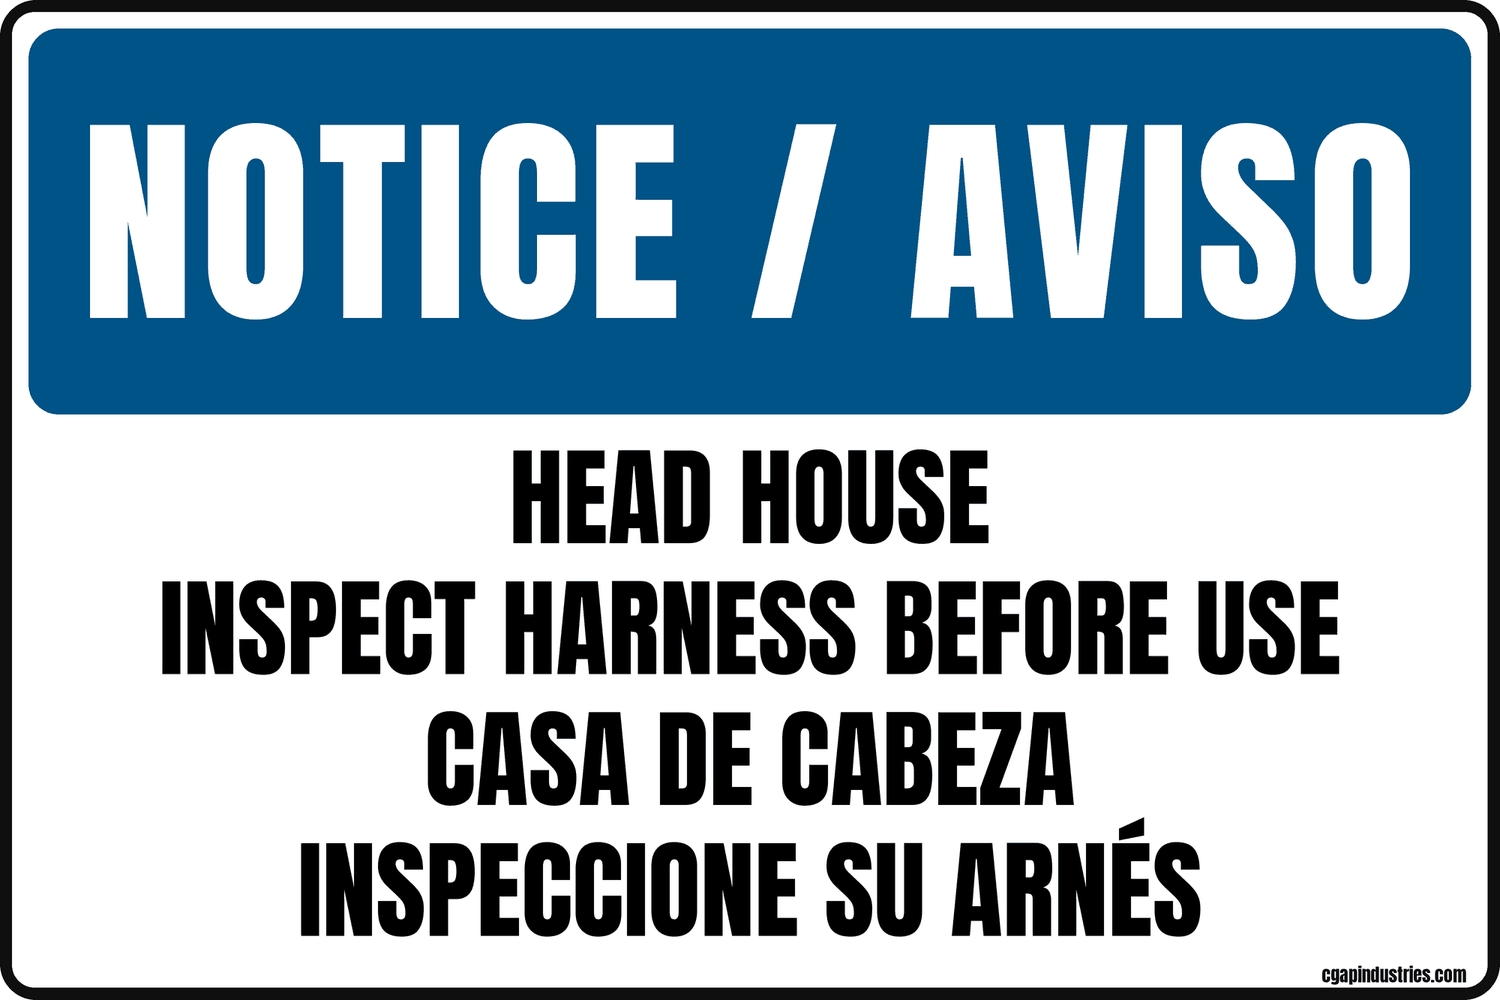 NOTICE / AVISO
HEAD HOUSE
INSPECT HARNESS BEFORE USE
CASA DE CABEZA
INSPECCIONE SU ARNÉS
cgapindustries.com